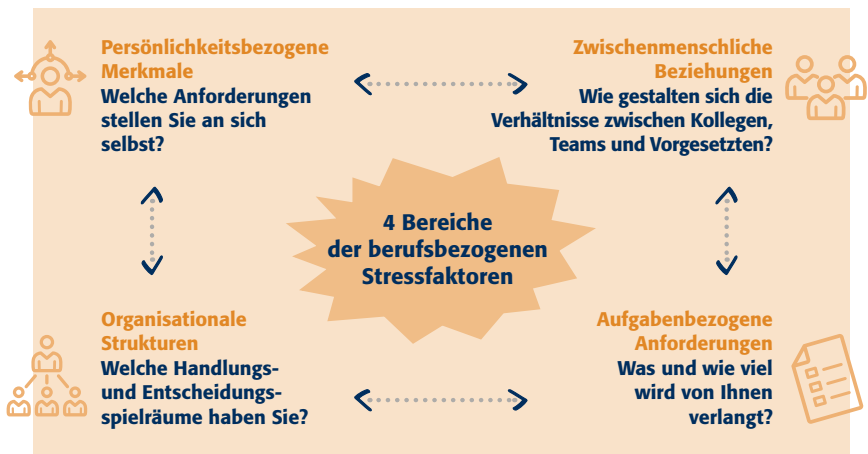 Persönlichkeitsbezogene
Merkmale
Welche Anforderungen
stellen Sie an sich
selbst?
Zwischenmenschliche
Beziehungen
Wie gestalten sich die
Verhältnisse zwischen Kollegen,
Teams und Vorgesetzten?
4 Bereiche
der berufsbezogenen
Stressfaktoren
Organisationale
Strukturen
Welche Handlungs-
und Entscheidungs-
spielräume haben Sie?
Aufgabenbezogene
Anforderungen
Was und wie viel
wird von Ihnen
verlangt?